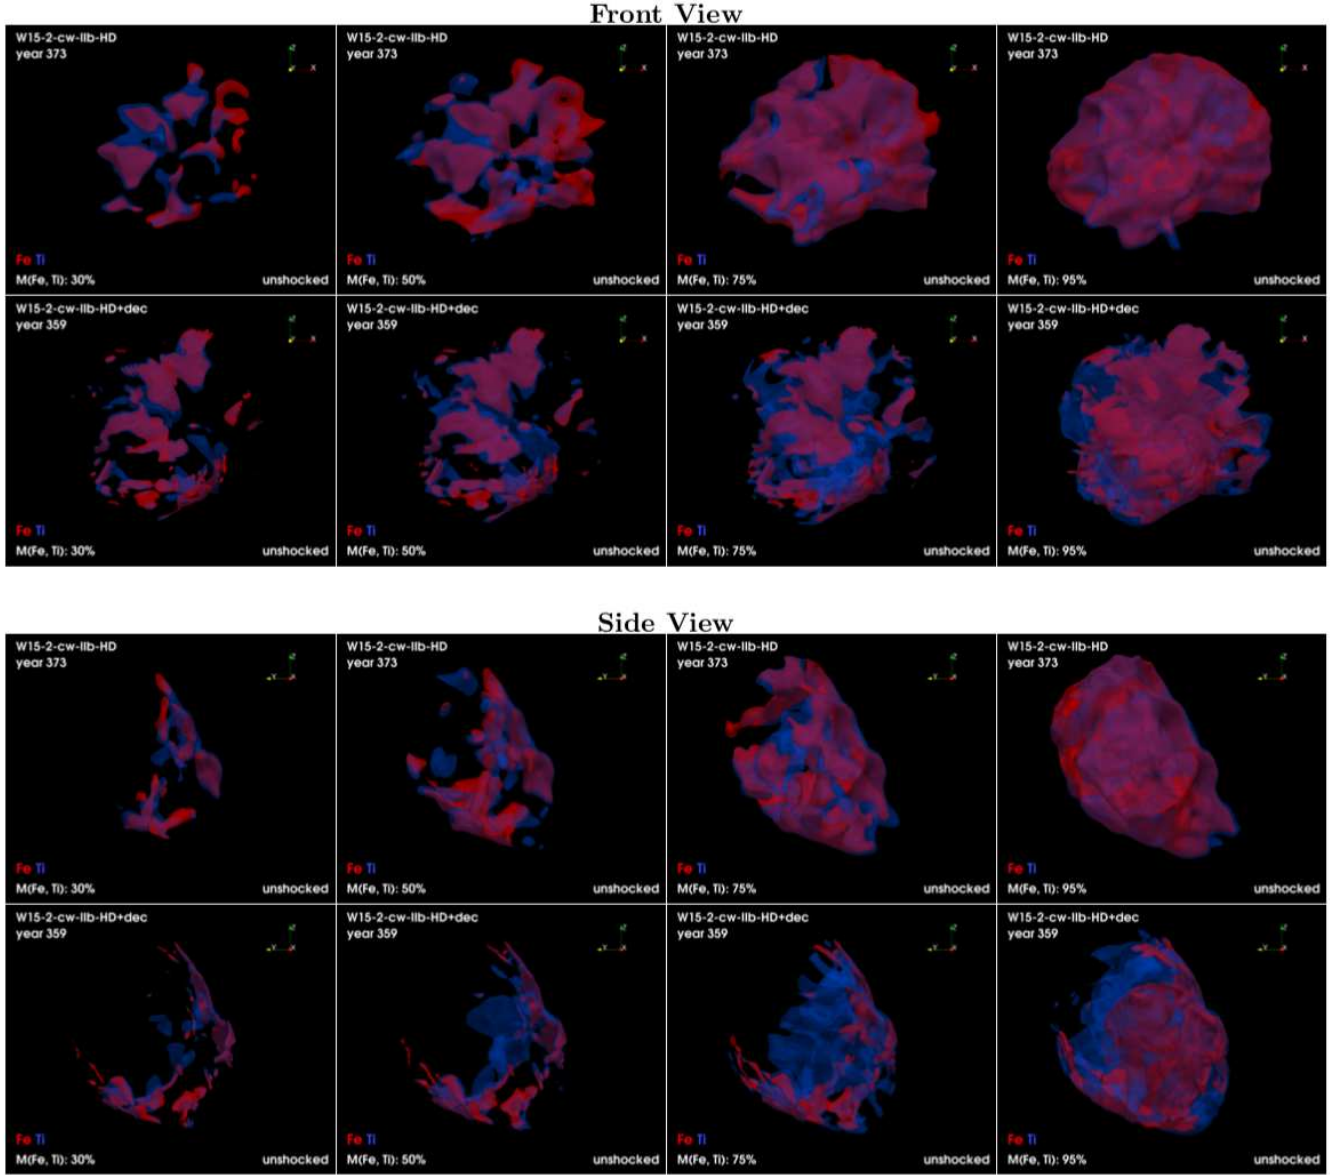 Front View
W15-2-cw-IIb-HD
year 373
Fe Ti
M(Fe, Ti): 30%
unshocked
W15-2-cw-IIb-HD
year 373
Fe Ti
M(Fe, Ti): 50%
unshocked
W15-2-cw-IIb-HD
year 373
Fe Ti
M(Fe, Ti): 75%
unshocked
W15-2-cw-IIb-HD
year 373
Fe Ti
M(Fe, Ti): 95%
unshocked
W15-2-cw-IIb-HD+dec
year 359
Fe Ti
M(Fe, Ti): 30%
unshocked
W15-2-cw-IIb-HD+dec
year 359
Fe Ti
M(Fe, Ti): 50%
unshocked
W15-2-cw-IIb-HD+dec
year 359
Fe Ti
M(Fe, Ti): 75%
unshocked
W15-2-cw-IIb-HD+dec
year 359
Fe Ti
M(Fe, Ti): 95%
unshocked
Side View
W15-2-cw-IIb-HD
year 373
Fe Ti
M(Fe, Ti): 30%
unshocked
W15-2-cw-IIb-HD
year 373
Fe Ti
M(Fe, Ti): 50%
unshocked
W15-2-cw-IIb-HD
year 373
Fe Ti
M(Fe, Ti): 75%
unshocked
W15-2-cw-IIb-HD
year 373
Fe Ti
M(Fe, Ti): 95%
unshocked
W15-2-cw-IIb-HD+dec
year 359
Fe Ti
M(Fe, Ti): 30%
unshocked
W15-2-cw-IIb-HD+dec
year 359
Fe Ti
M(Fe, Ti): 50%
unshocked
W15-2-cw-IIb-HD+dec
year 359
Fe Ti
M(Fe, Ti): 75%
unshocked
W15-2-cw-IIb-HD+dec
year 359
Fe Ti
M(Fe, Ti): 95%
unshocked